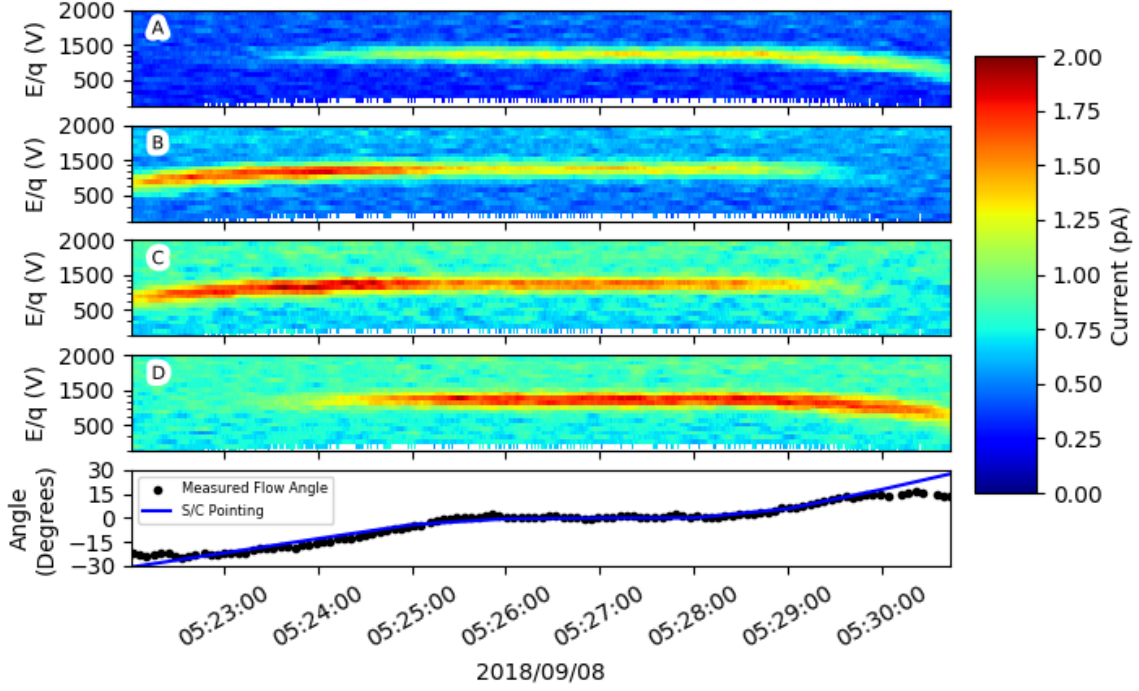 A
E/q (V)
2000
1500
500
B
E/q (V)
2000
1500
500
C
E/q (V)
2000
1500
500
D
E/q (V)
2000
1500
500
Angle
(Degrees)
30
15
0
−15
−30
Measured Flow Angle
S/C Pointing
05:23:00
05:24:00
05:25:00
05:26:00
05:27:00
05:28:00
05:29:00
05:30:00
2018/09/08
2.00
1.75
1.50
1.25
1.00
0.75
0.50
0.25
0.00
Current (pA)